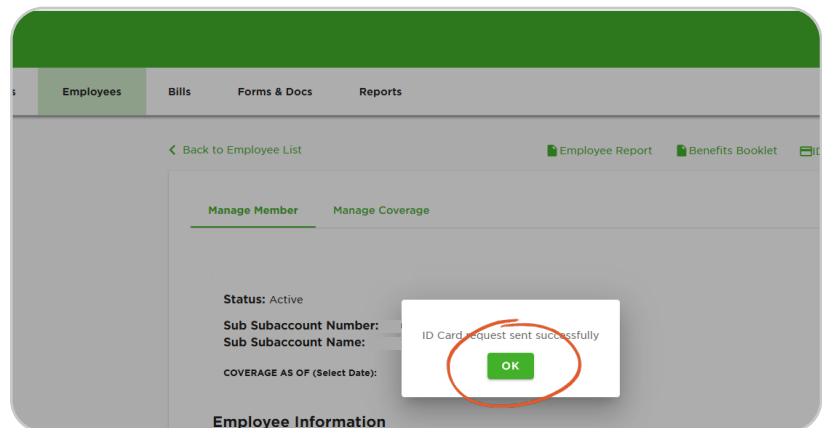 Employees Bills Forms & Docs Reports
Back to Employee List Employee Report Benefits Booklet
Manage Member Manage Coverage
Status: Active
Sub Subaccount Number:
Sub Subaccount Name:
COVERAGE AS OF (Select Date):
ID Card request sent successfully
OK
Employee Information